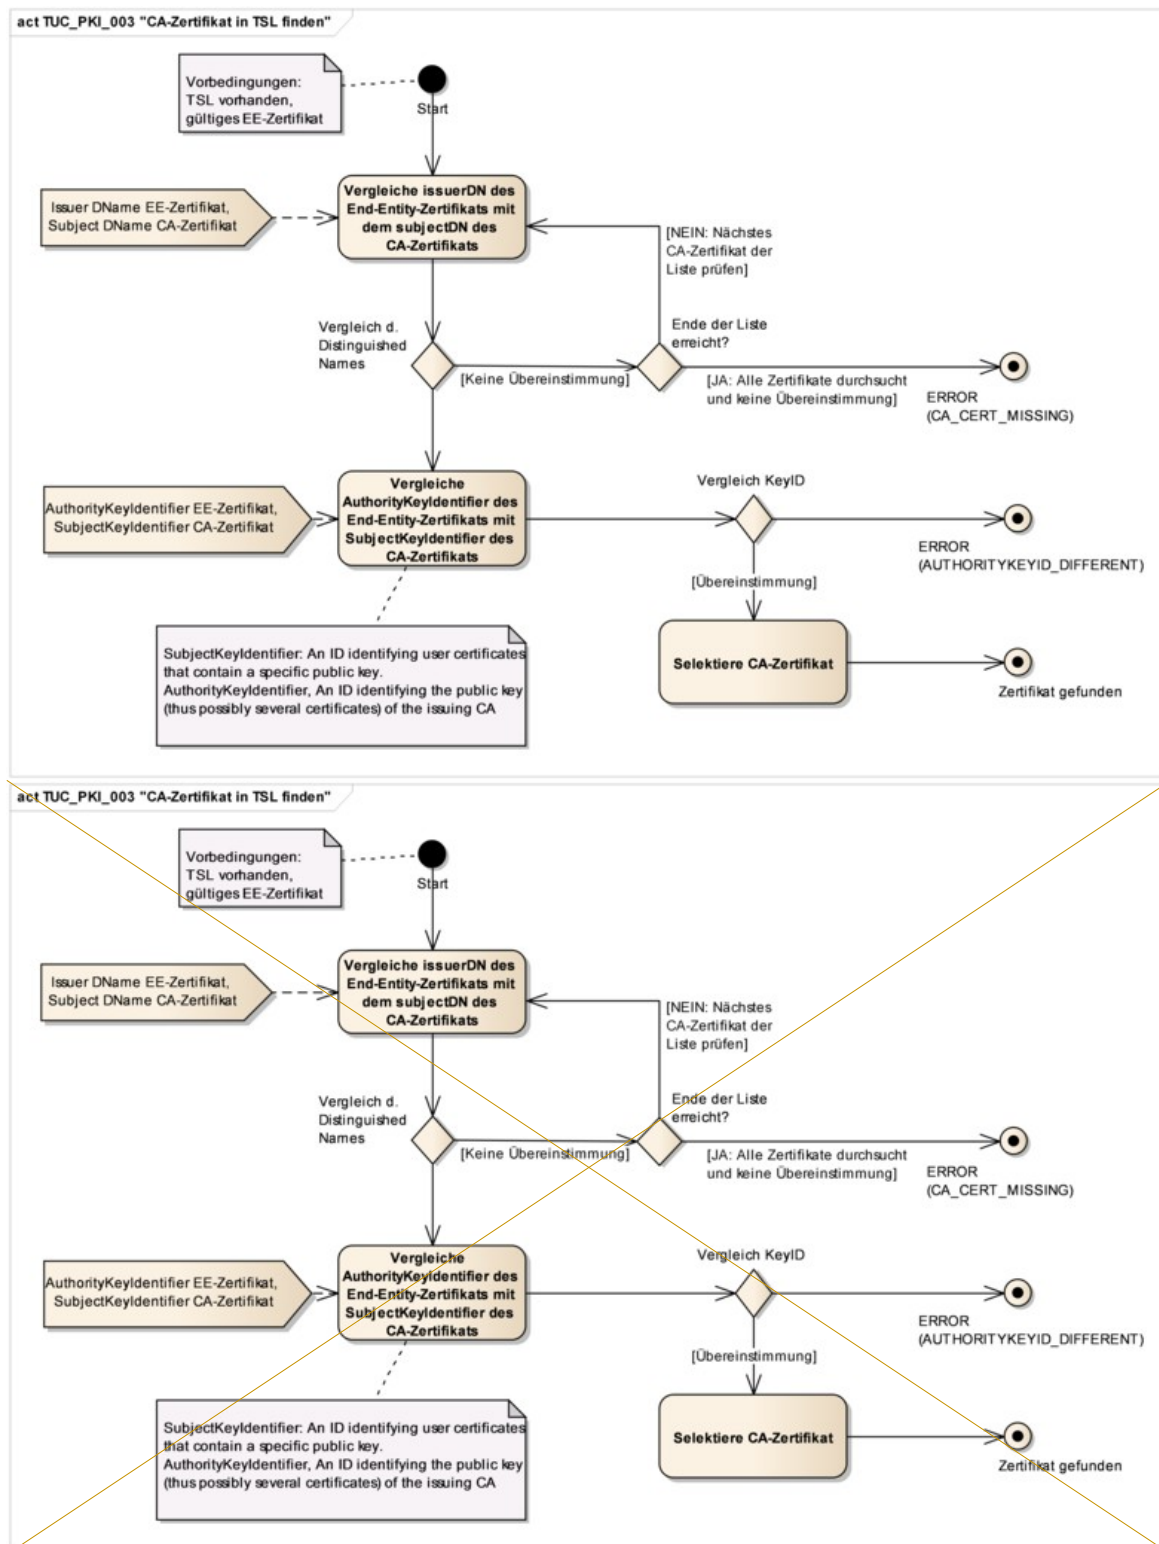 act TUC_PKI_003 "CA-Zertifikat in TSL finden"
Vorbedingungen:
TSL vorhanden,
gültiges EE-Zertifikat
Start
Issuer DName EE-Zertifikat,
Subject DName CA-Zertifikat
Vergleiche issuerDN des
End-Entity-Zertifikats mit
dem subjectDN des
CA-Zertifikats
[NEIN: Nächstes
CA-Zertifikat der
Liste prüfen]
Vergleich d.
Distinguished
Names
Ende der Liste
erreicht?
[Keine Übereinstimmung]
[JA: Alle Zertifikate durchsucht
und keine Übereinstimmung]
ERROR
(CA_CERT_MISSING)
AuthorityKeyIdentifier EE-Zertifikat,
SubjectKeyIdentifier CA-Zertifikat
Vergleiche
AuthorityKeyIdentifier des
End-Entity-Zertifikats mit
SubjectKeyIdentifier des
CA-Zertifikats
Vergleich KeyID
ERROR
(AUTHORITYKEYID_DIFFERENT)
[Übereinstimmung]
SubjectKeyIdentifier: An ID identifying user certificates
that contain a specific public key.
AuthorityKeyIdentifier, An ID identifying the public key
(thus possibly several certificates) of the issuing CA
Selektiere CA-Zertifikat
Zertifikat gefunden
act TUC_PKI_003 "CA-Zertifikat in TSL finden"
Vorbedingungen:
TSL vorhanden,
gültiges EE-Zertifikat
Start
Issuer DName EE-Zertifikat,
Subject DName CA-Zertifikat
Vergleiche issuerDN des
End-Entity-Zertifikats mit
dem subjectDN des
CA-Zertifikats
[NEIN: Nächstes
CA-Zertifikat der
Liste prüfen]
Vergleich d.
Distinguished
Names
Ende der Liste
erreicht?
[Keine Übereinstimmung]
[JA: Alle Zertifikate durchsucht
und keine Übereinstimmung]
ERROR
(CA_CERT_MISSING)
AuthorityKeyIdentifier EE-Zertifikat,
SubjectKeyIdentifier CA-Zertifikat
Vergleiche
AuthorityKeyIdentifier des
End-Entity-Zertifikats mit
SubjectKeyIdentifier des
CA-Zertifikats
Vergleich KeyID
ERROR
(AUTHORITYKEYID_DIFFERENT)
[Übereinstimmung]
SubjectKeyIdentifier: An ID identifying user certificates
that contain a specific public key.
AuthorityKeyIdentifier, An ID identifying the public key
(thus possibly several certificates) of the issuing CA
Selektiere CA-Zertifikat
Zertifikat gefunden